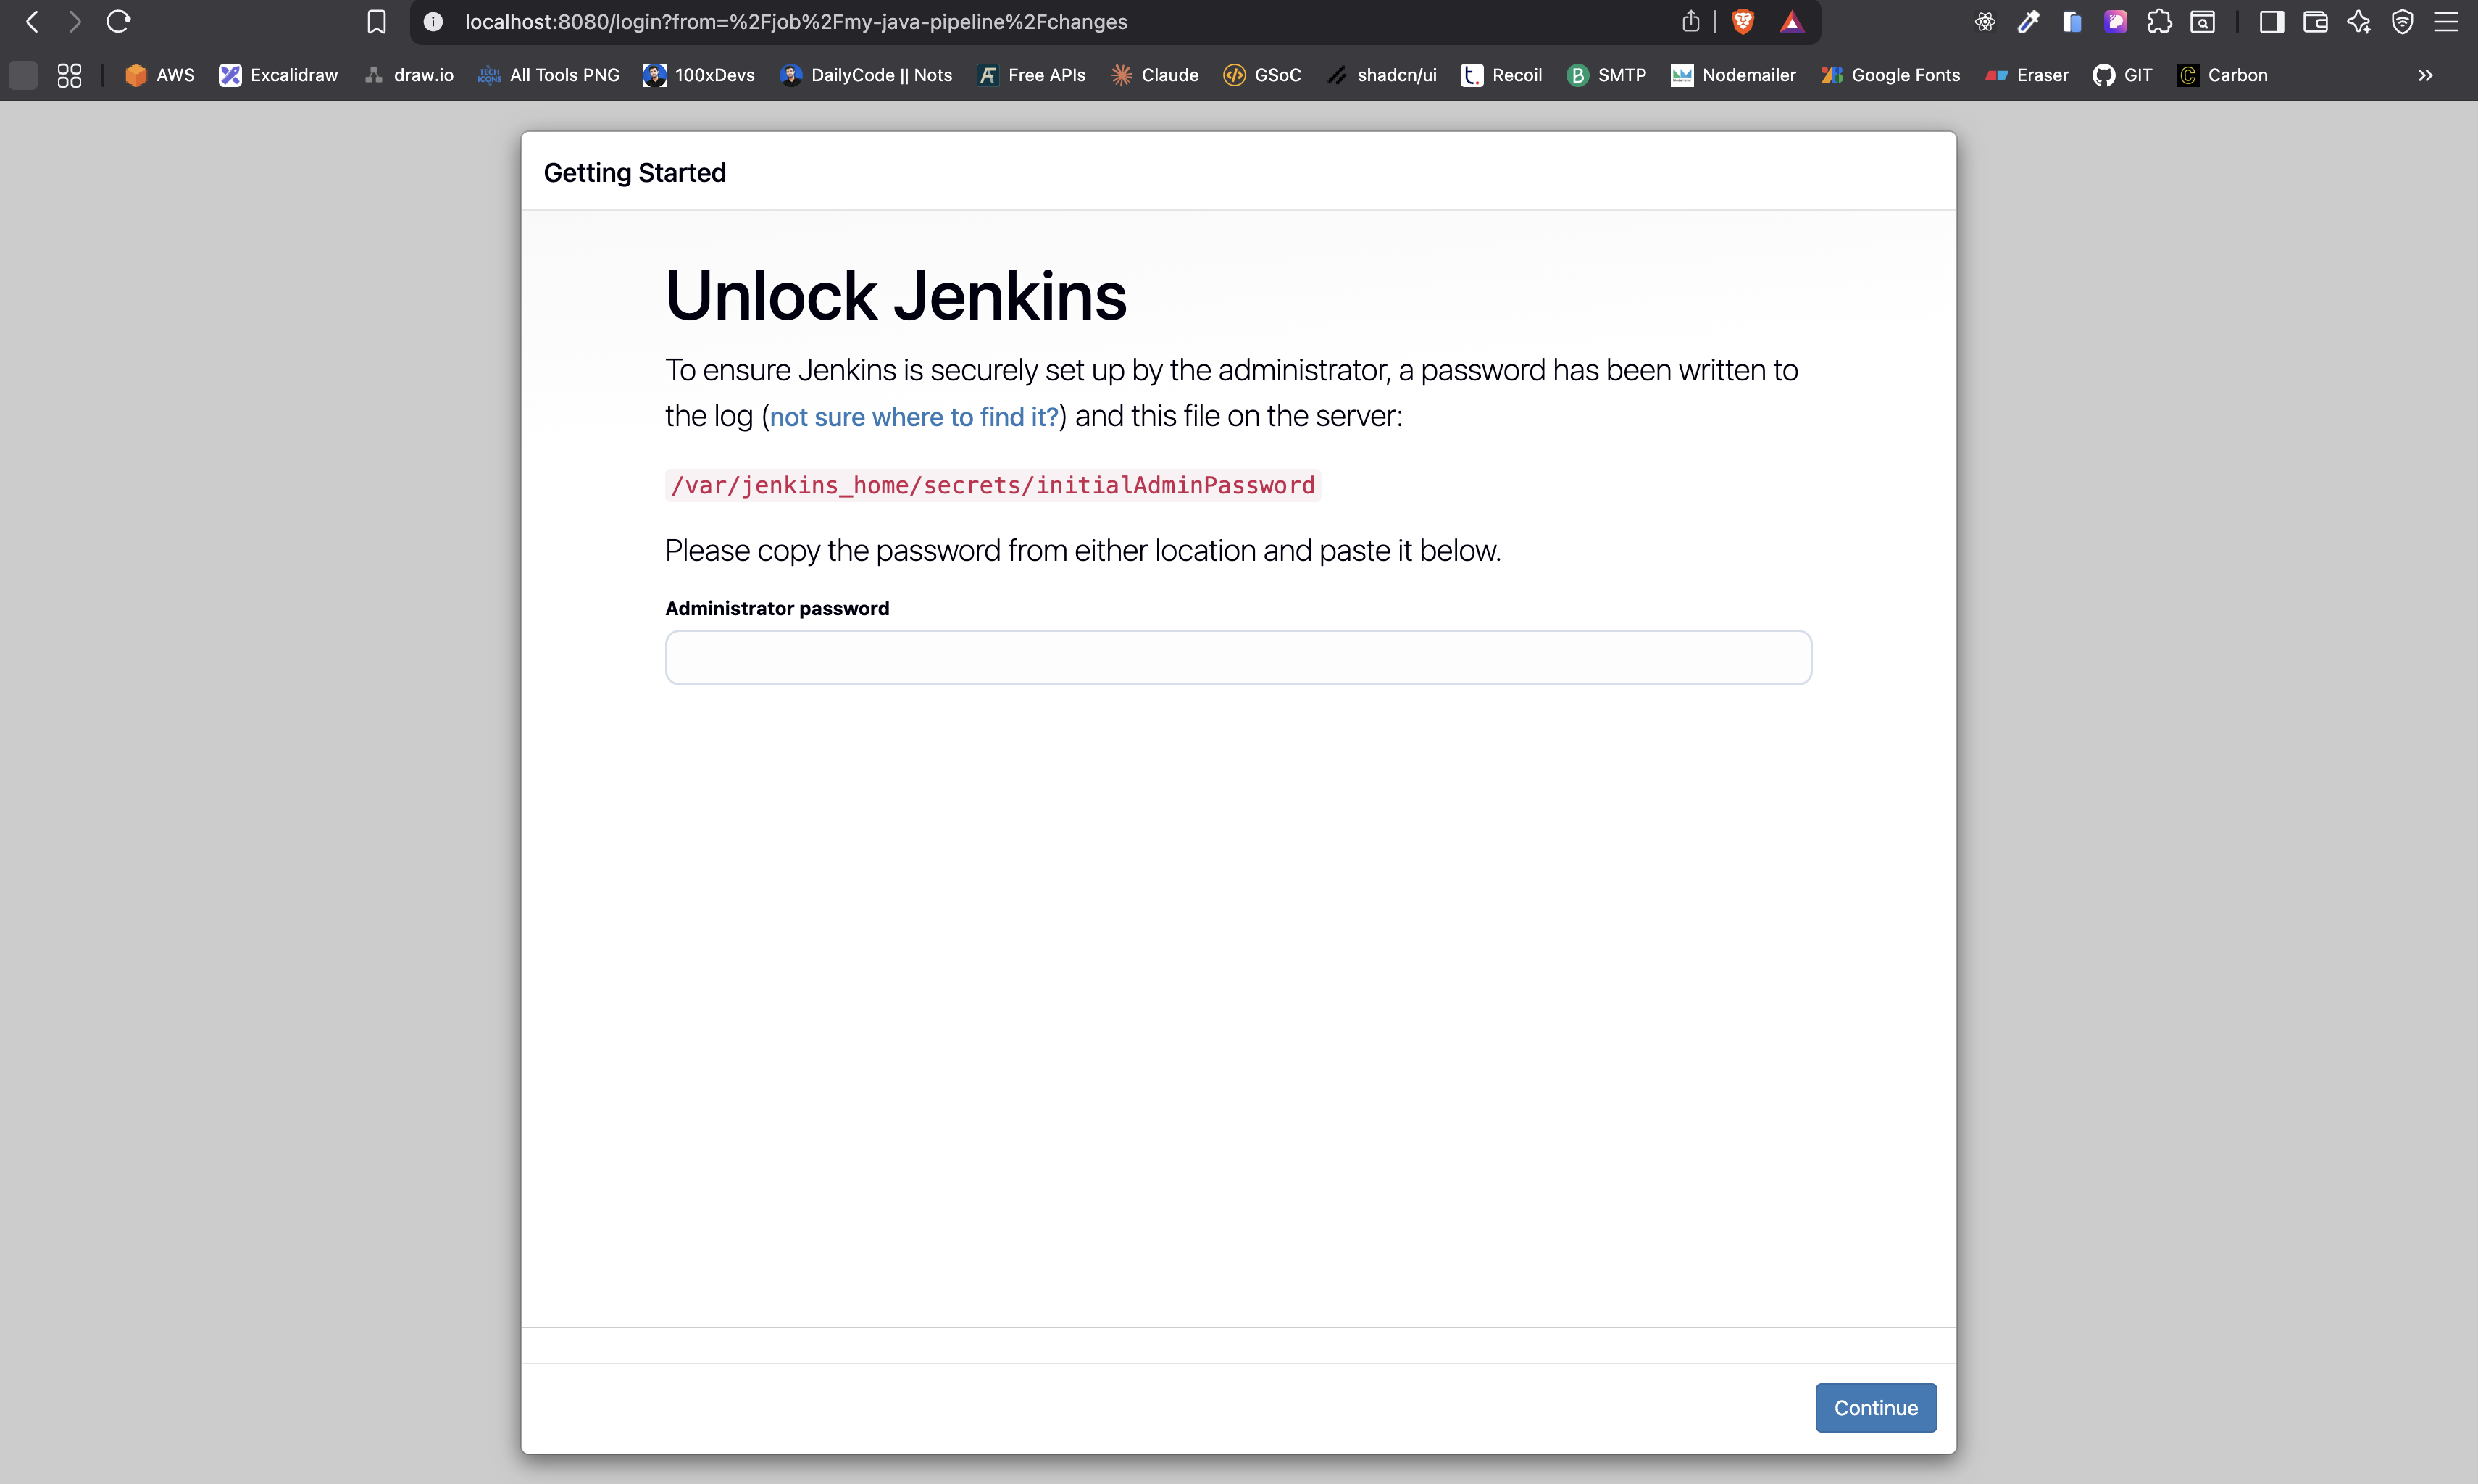 localhost:8080/login?from=%2Fjob%2Fmy-java-pipeline%2Fchanges
AWS Excalidraw draw.io TECH ICONS All Tools PNG 100xDevs DailyCode || Nots Free APIs Claude GSoC shadcn/ui Recoil SMTP Nodemailer Google Fonts Eraser GIT Carbon
Getting Started
Unlock Jenkins
To ensure Jenkins is securely set up by the administrator, a password has been written to
the log (not sure where to find it?) and this file on the server:
/var/jenkins_home/secrets/initialAdminPassword
Please copy the password from either location and paste it below.
Administrator password
Continue